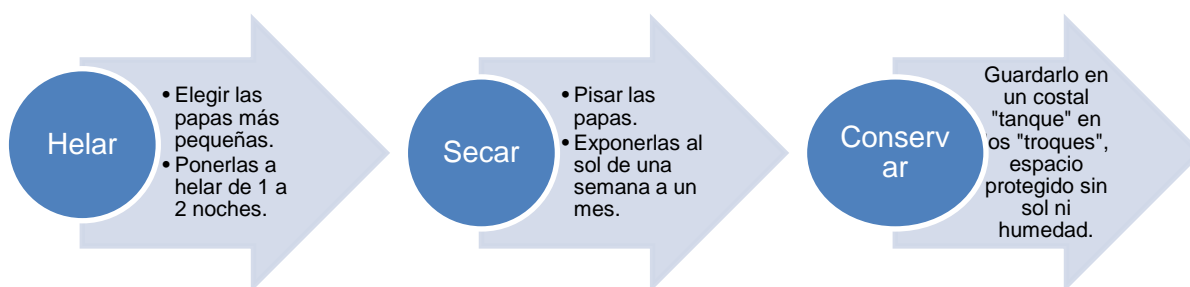 Helar
• Elegir las
papas más
pequeñas.
• Ponerlas a
helar de 1 a
2 noches.
Secar
• Pisar las
papas.
• Exponerlas al
sol de una
semana a un
mes.
Conserv
ar
Guardarlo en
un costal
"tanque" en
los "troques",
espacio
protegido sin
sol ni
humedad.